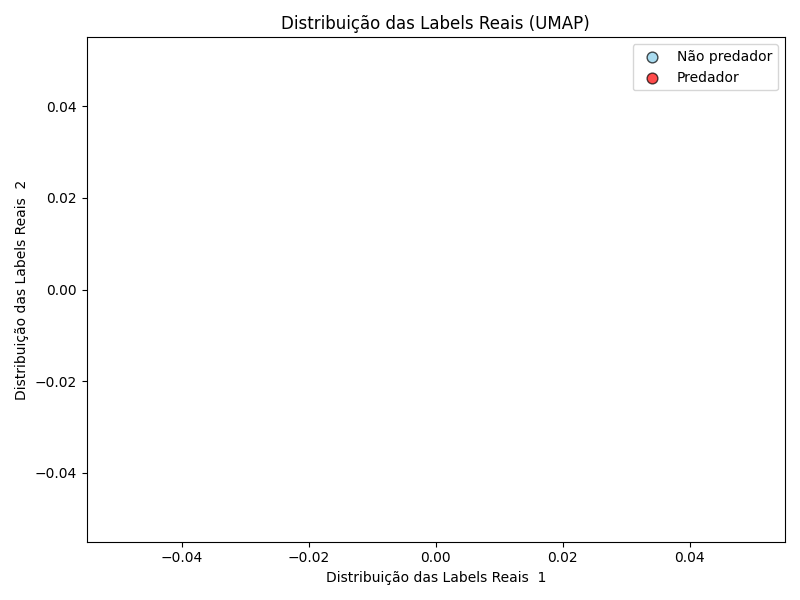 Distribuição das Labels Reais (UMAP)
Não predador
Predador
0.04
0.02
0.00
−0.02
−0.04
Distribuição das Labels Reais  2
−0.04
−0.02
0.00
0.02
0.04
Distribuição das Labels Reais  1